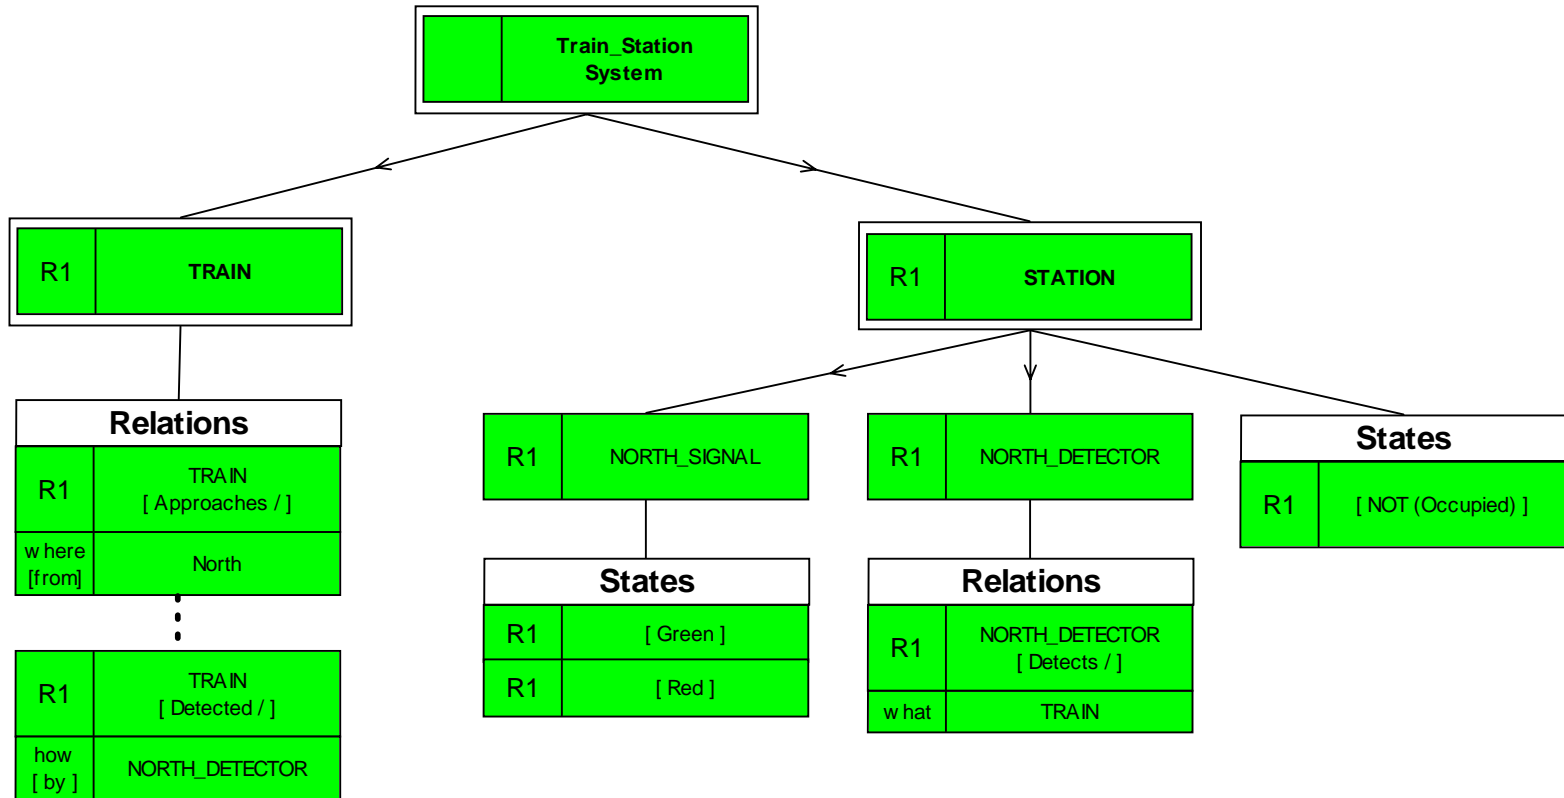 Train_Station
System
R1
TRAIN
R1
STATION
Relations
R1
TRAIN
[ Approaches / ]
where
[from]
North
R1
TRAIN
[ Detected / ]
how
[ by ]
NORTH_DETECTOR
R1
NORTH_SIGNAL
States
R1
[ Green ]
R1
[ Red ]
R1
NORTH_DETECTOR
Relations
R1
NORTH_DETECTOR
[ Detects / ]
what
TRAIN
States
R1
[ NOT (Occupied) ]